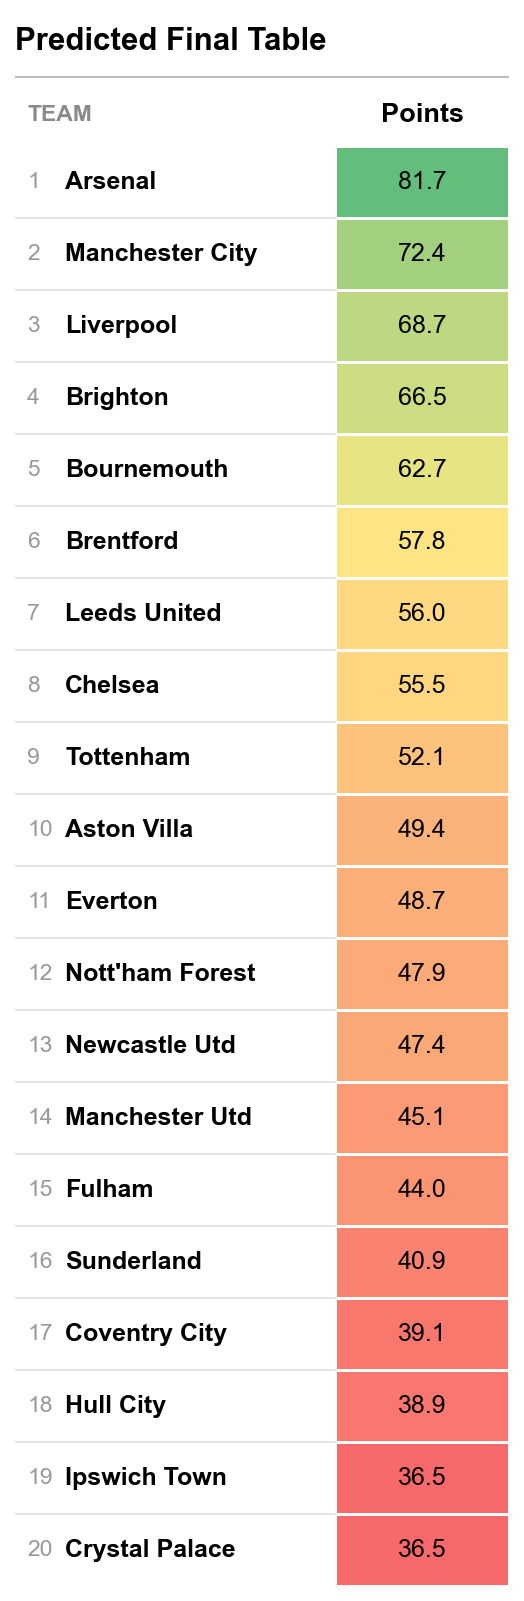 Predicted Final Table
TEAM Points
1 Arsenal 81.7
2 Manchester City 72.4
3 Liverpool 68.7
4 Brighton 66.5
5 Bournemouth 62.7
6 Brentford 57.8
7 Leeds United 56.0
8 Chelsea 55.5
9 Tottenham 52.1
10 Aston Villa 49.4
11 Everton 48.7
12 Nott'ham Forest 47.9
13 Newcastle Utd 47.4
14 Manchester Utd 45.1
15 Fulham 44.0
16 Sunderland 40.9
17 Coventry City 39.1
18 Hull City 38.9
19 Ipswich Town 36.5
20 Crystal Palace 36.5